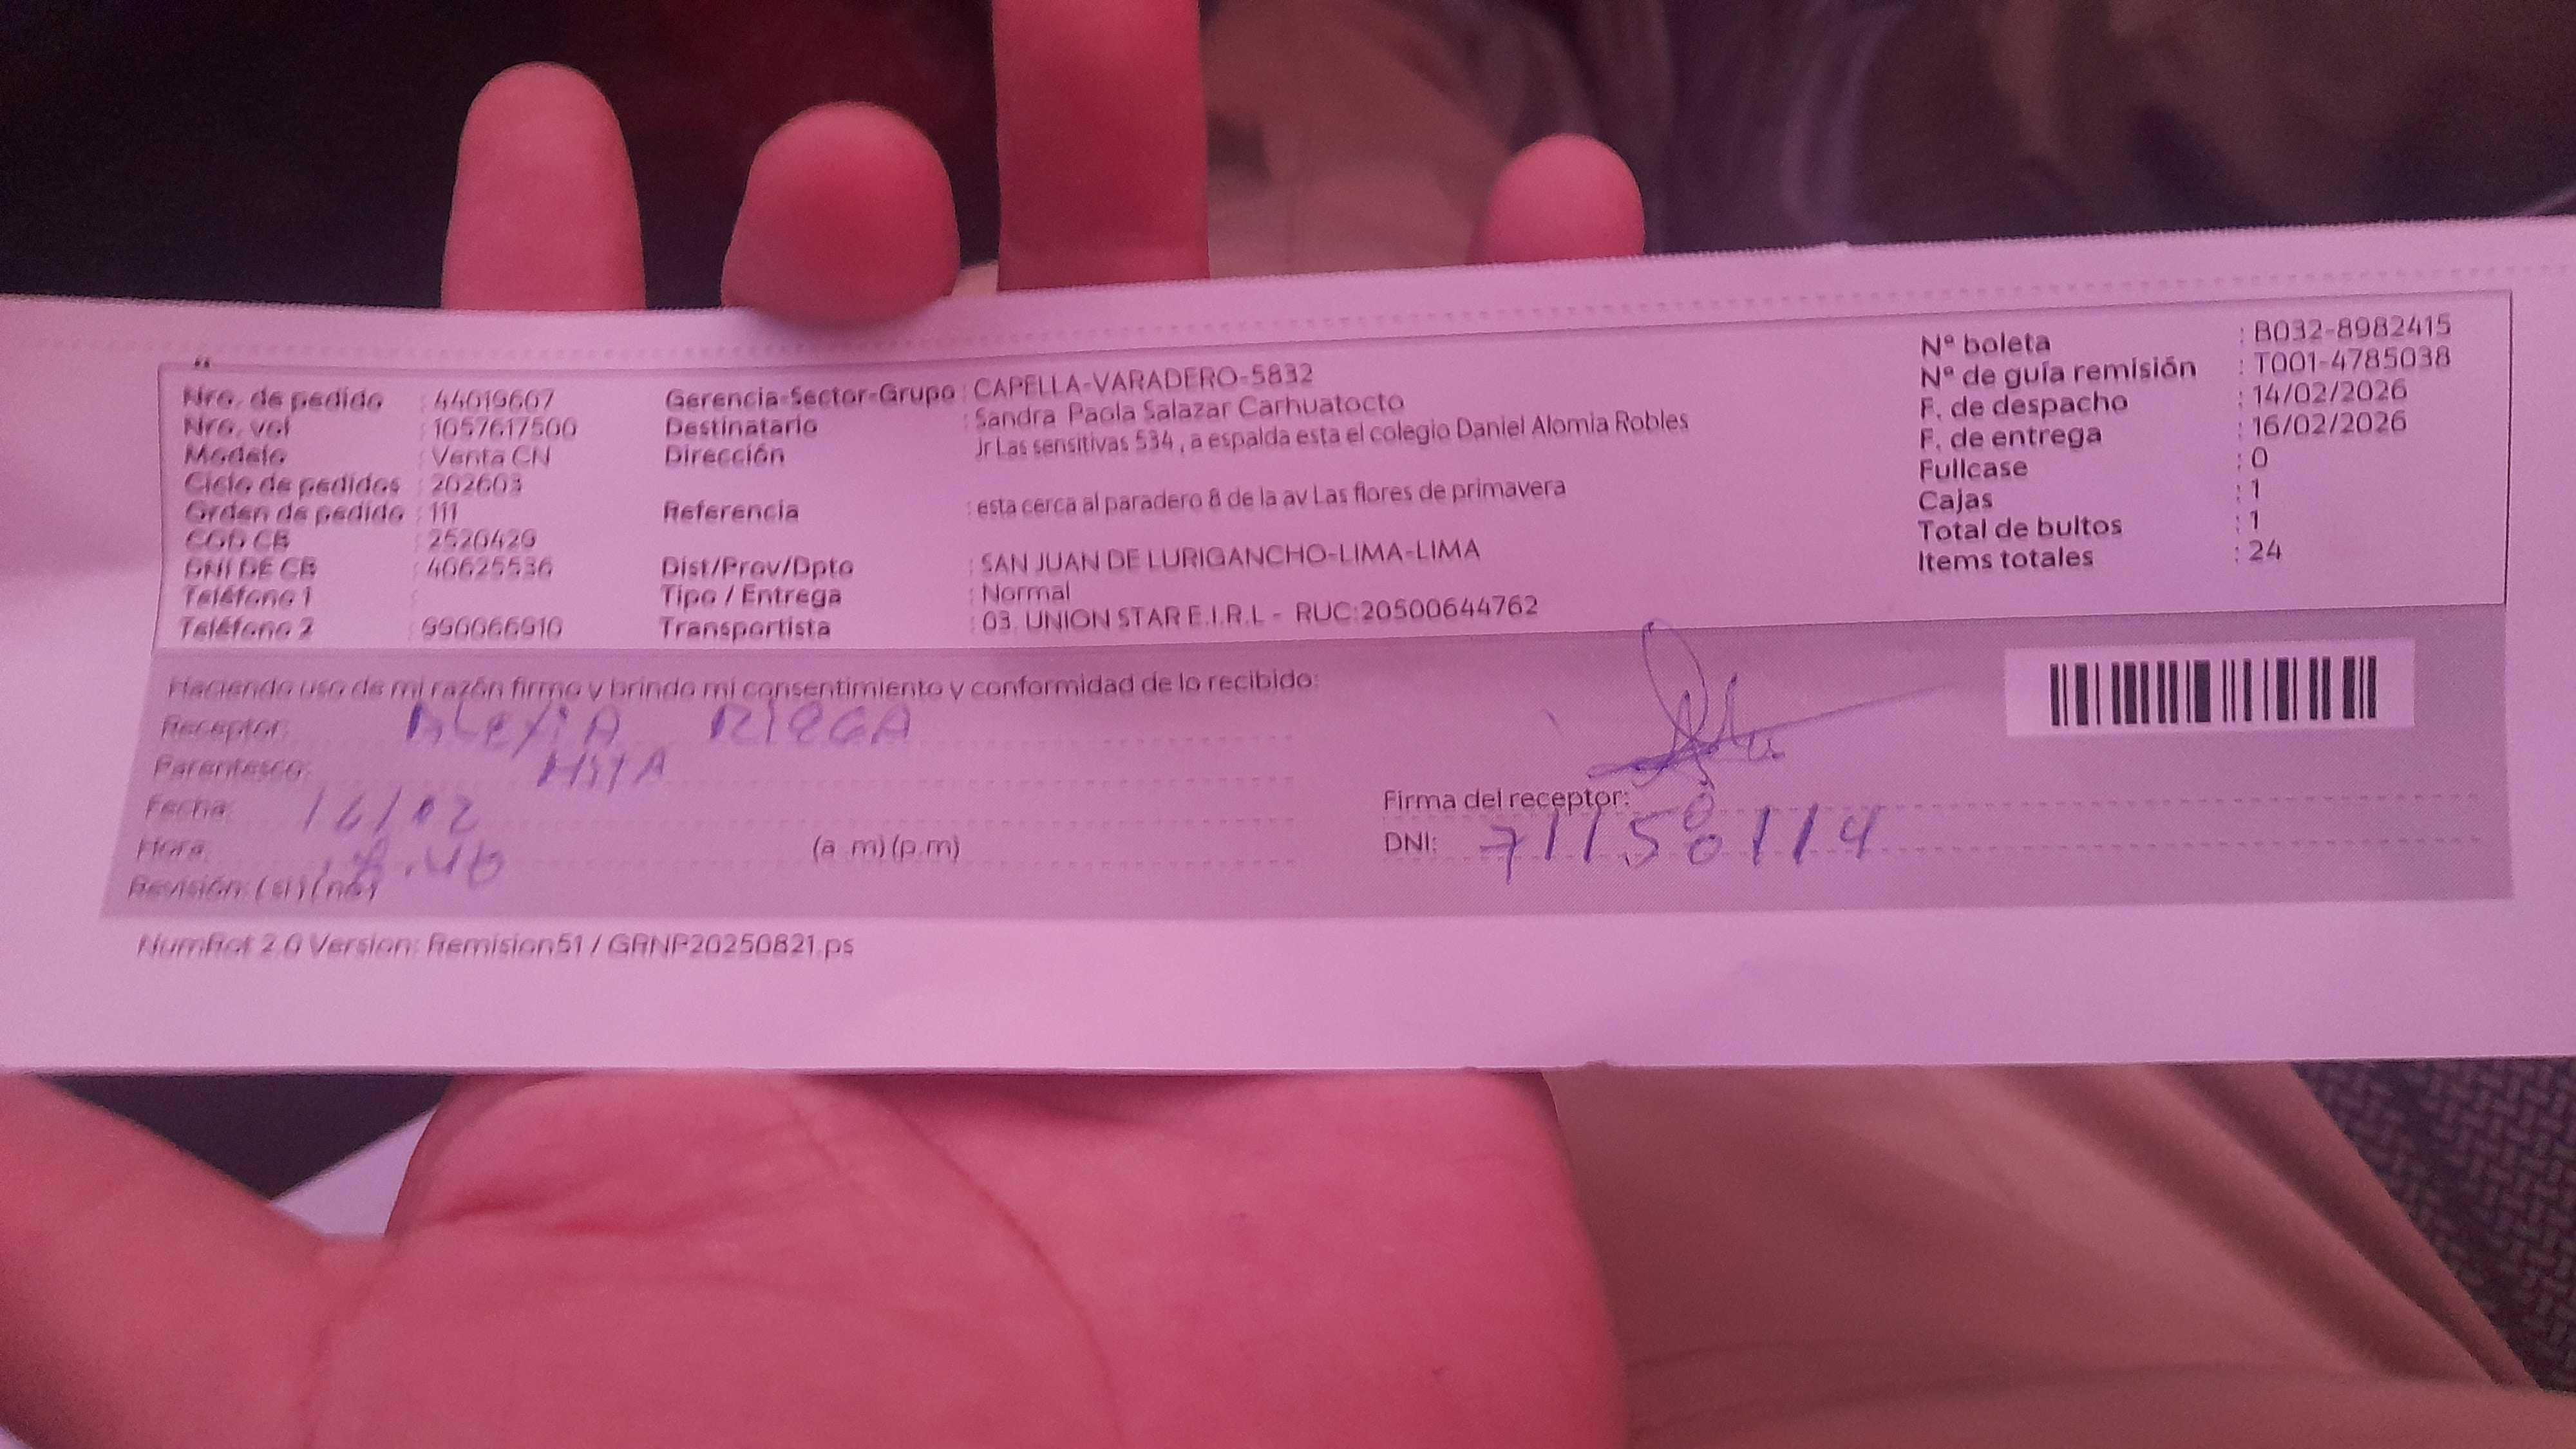 Nro. de pedido : 44019607 Gerencia-Sector-Grupo : CAPELLA-VARADERO-5832 Nº boleta : B032-8982415
Nro. vol : 1057617500 Destinatario : Sandra Paola Salazar Carhuatocto Nº de guía remisión : T001-4785038
Modelo : Venta CN Dirección : Jr Las sensitivas 534 , a espalda esta el colegio Daniel Alomia Robles F. de despacho : 14/02/2026
Ciclo de pedidos : 202603 F. de entrega : 16/02/2026
Orden de pedido : 111 Referencia : esta cerca al paradero 8 de la av Las flores de primavera Fullcase : 0
COD CB : 2520429 Cajas : 1
DNI DE CB : 40625536 Dist/Prov/Dpto : SAN JUAN DE LURIGANCHO-LIMA-LIMA Total de bultos : 1
Teléfono 1 : Tipo / Entrega : Normal Items totales : 24
Teléfono 2 : 990066910 Transportista : 03. UNION STAR E.I.R.L - RUC:20500644762
Haciendo uso de mi razón firmo y brindo mi consentimiento y conformidad de lo recibido:
Receptor: Alexia RIEGA
Parentesco: HIJA
Fecha: 16/02 Firma del receptor:
Hora: (a .m) (p.m) DNI: 71150114
Revisión: ( si ) ( no )
NumRot 2.0 Version: Remision51 / GRNP20250821.ps